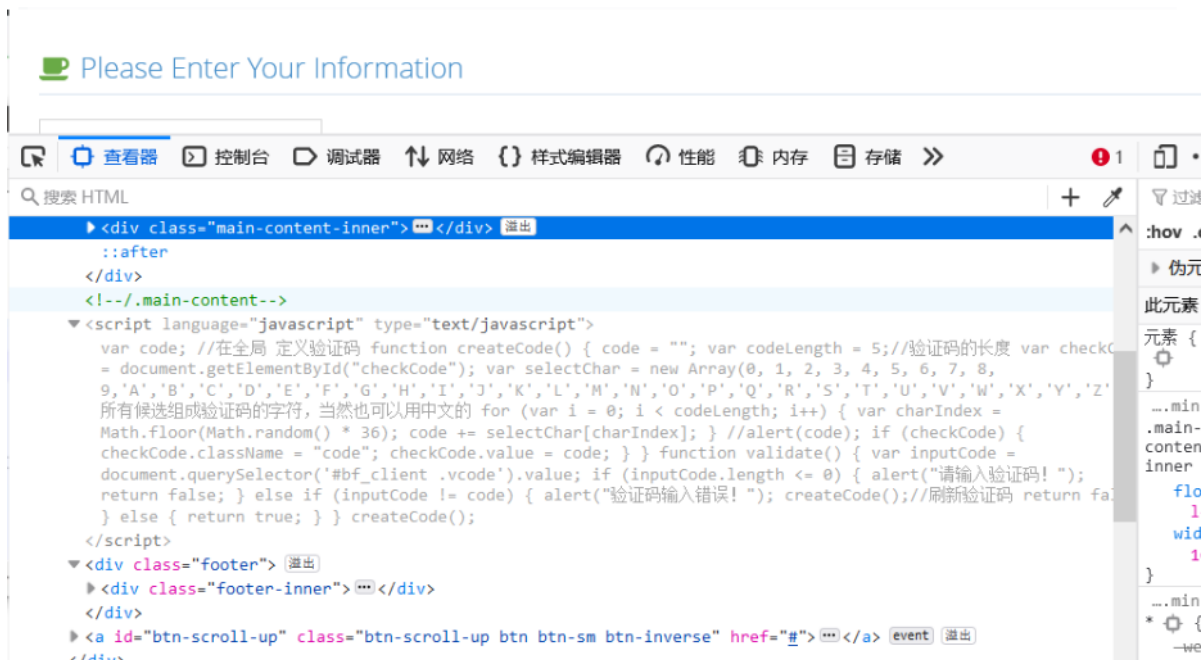 Please Enter Your Information
查看器 控制台 调试器 网络 {} 样式编辑器 性能 内存 存储 1
搜索 HTML + 过滤
<div class="main-content-inner"> </div> 溢出
:hov
::after
</div>
伪元
<!--/.main-content-->
此元素
<script language="javascript" type="text/javascript">
元素 {
var code; //在全局 定义验证码 function createCode() { code = ""; var codeLength = 5;//验证码的长度 var checkC
= document.getElementById("checkCode"); var selectChar = new Array(0, 1, 2, 3, 4, 5, 6, 7, 8,
}
9,'A','B','C','D','E','F','G','H','I','J','K','L','M','N','O','P','Q','R','S','T','U','V','W','X','Y','Z'
….min
所有候选组成验证码的字符，当然也可以用中文的 for (var i = 0; i < codeLength; i++) { var charIndex =
.main-
Math.floor(Math.random() * 36); code += selectChar[charIndex]; } //alert(code); if (checkCode) {
conten
checkCode.className = "code"; checkCode.value = code; } } function validate() { var inputCode =
inner
document.querySelector('#bf_client .vcode').value; if (inputCode.length <= 0) { alert("请输入验证码！");
flo
return false; } else if (inputCode != code) { alert("验证码输入错误！"); createCode();//刷新验证码 return fa
} else { return true; } } createCode();
wid
</script>
<div class="footer"> 溢出
}
<div class="footer-inner"> </div>
</div>
….min
<a id="btn-scroll-up" class="btn-scroll-up btn btn-sm btn-inverse" href="#"> </a> event 溢出
* {
</div>